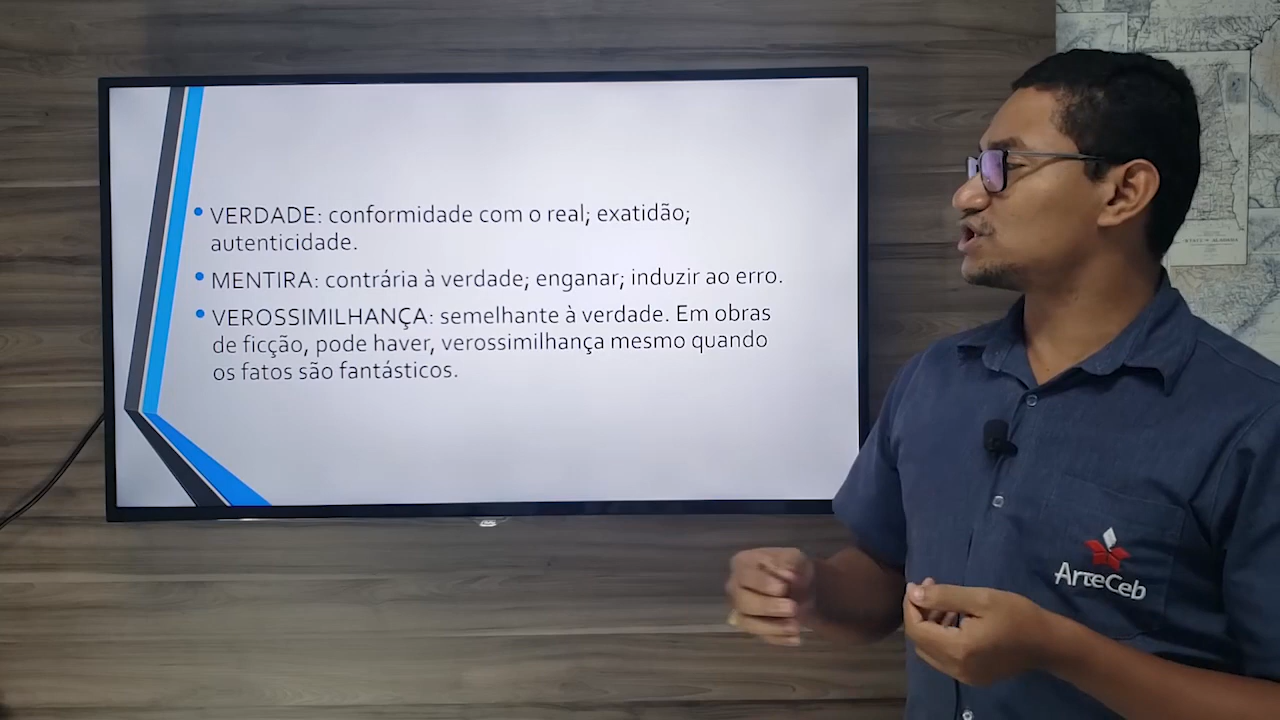 VERDADE: conformidade com o real; exatidão;
autenticidade.
MENTIRA: contrária à verdade; enganar; induzir ao erro.
VEROSSIMILHANÇA: semelhante à verdade. Em obras
de ficção, pode haver, verossimilhança mesmo quando
os fatos são fantásticos.
ArteCeb